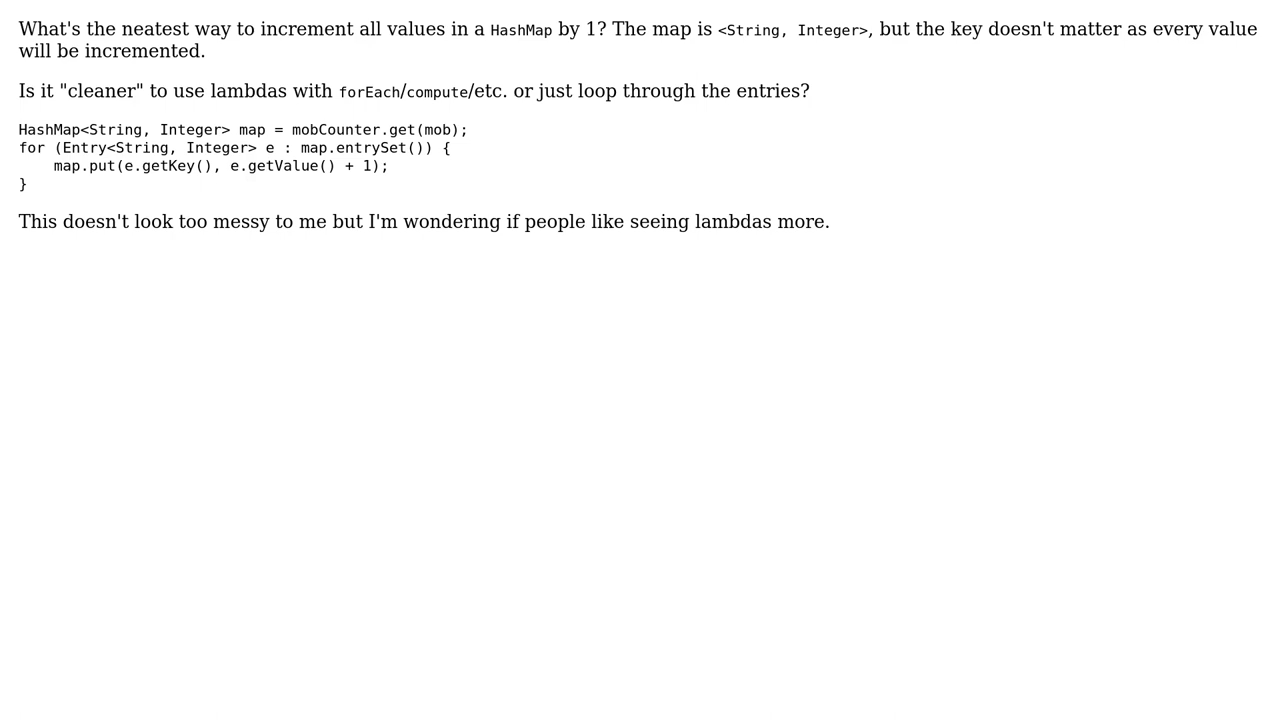 What's the neatest way to increment all values in a HashMap by 1? The map is <String, Integer>, but the key doesn't matter as every value
will be incremented.
Is it "cleaner" to use lambdas with forEach/compute/etc. or just loop through the entries?
HashMap<String, Integer> map = mobCounter.get(mob);
for (Entry<String, Integer> e : map.entrySet()) {
    map.put(e.getKey(), e.getValue() + 1);
}
This doesn't look too messy to me but I'm wondering if people like seeing lambdas more.